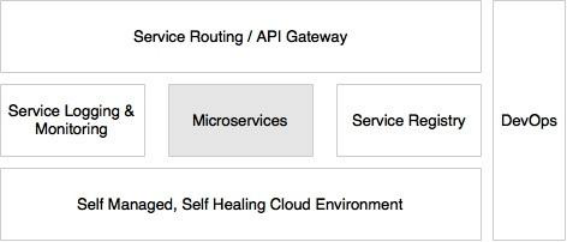 Service Routing / API Gateway
Service Logging &
Monitoring
Microservices
Service Registry
DevOps
Self Managed, Self Healing Cloud Environment